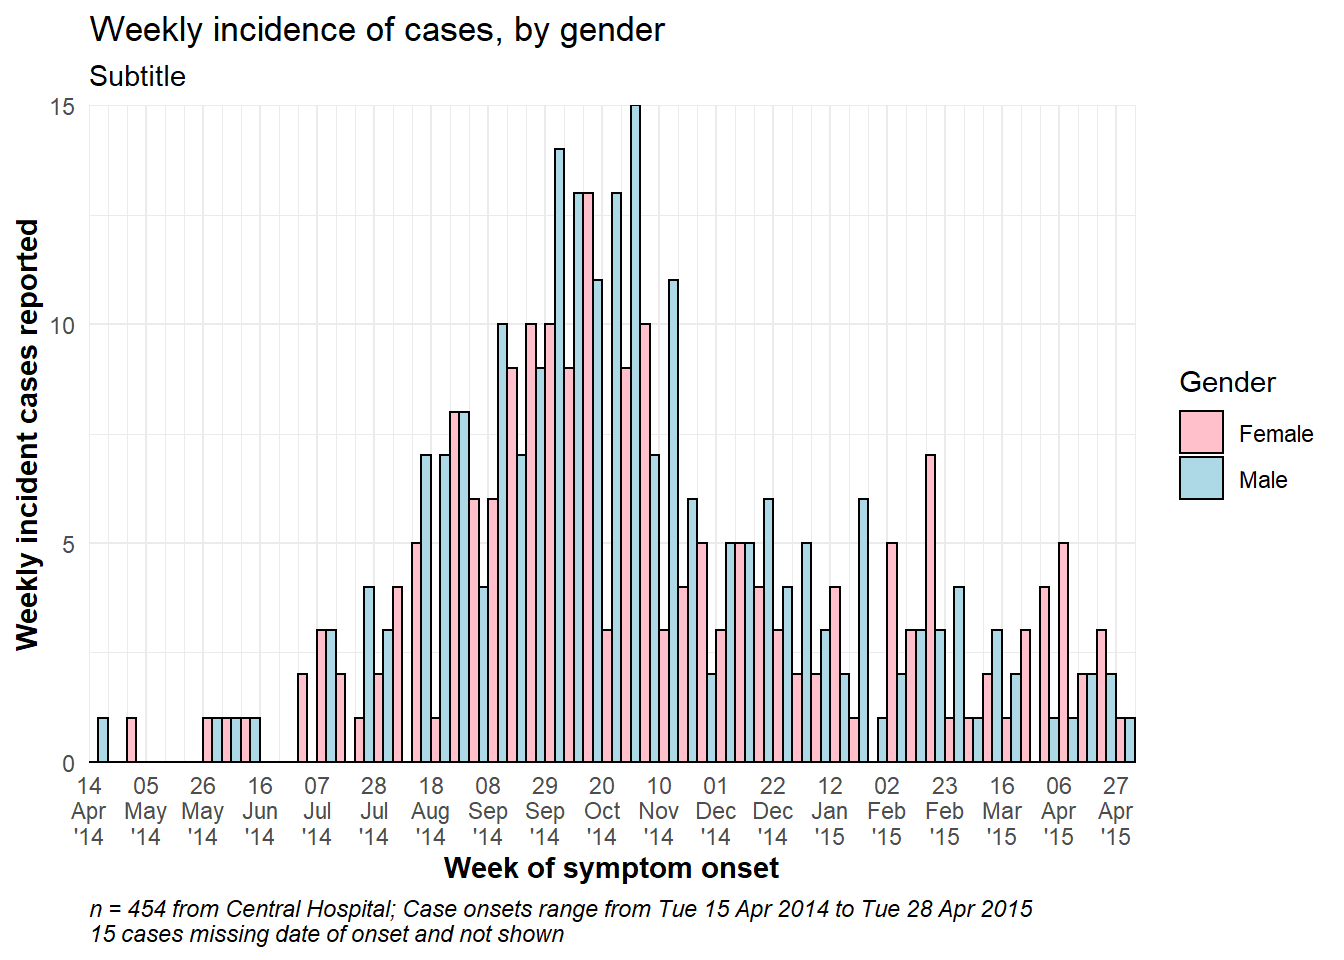 Weekly incidence of cases, by gender
Subtitle
Weekly incident cases reported
15
10
5
0
14 05 26 16 07 28 18 08 29 20 10 01 22 12 02 23 16 06 27
Apr May May Jun Jul Jul Aug Sep Sep Oct Nov Dec Dec Jan Feb Feb Mar Apr Apr
'14 '14 '14 '14 '14 '14 '14 '14 '14 '14 '14 '14 '14 '15 '15 '15 '15 '15 '15
Week of symptom onset
Gender
Female
Male
n = 454 from Central Hospital; Case onsets range from Tue 15 Apr 2014 to Tue 28 Apr 2015
15 cases missing date of onset and not shown